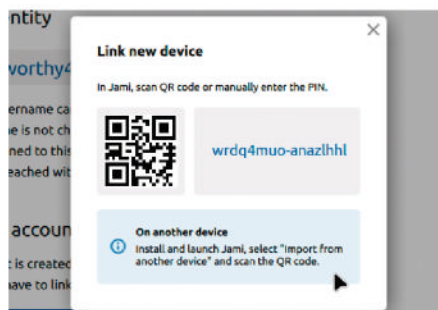 ntity
Link new device
worthy4
In Jami, scan QR code or manually enter the PIN.
ername ca
e is not ch
ned to this
eached wit
wrdq4muo-anazlhhl
accoun
On another device
Install and launch Jami, select "Import from
another device" and scan the QR code.
t is created
have to link